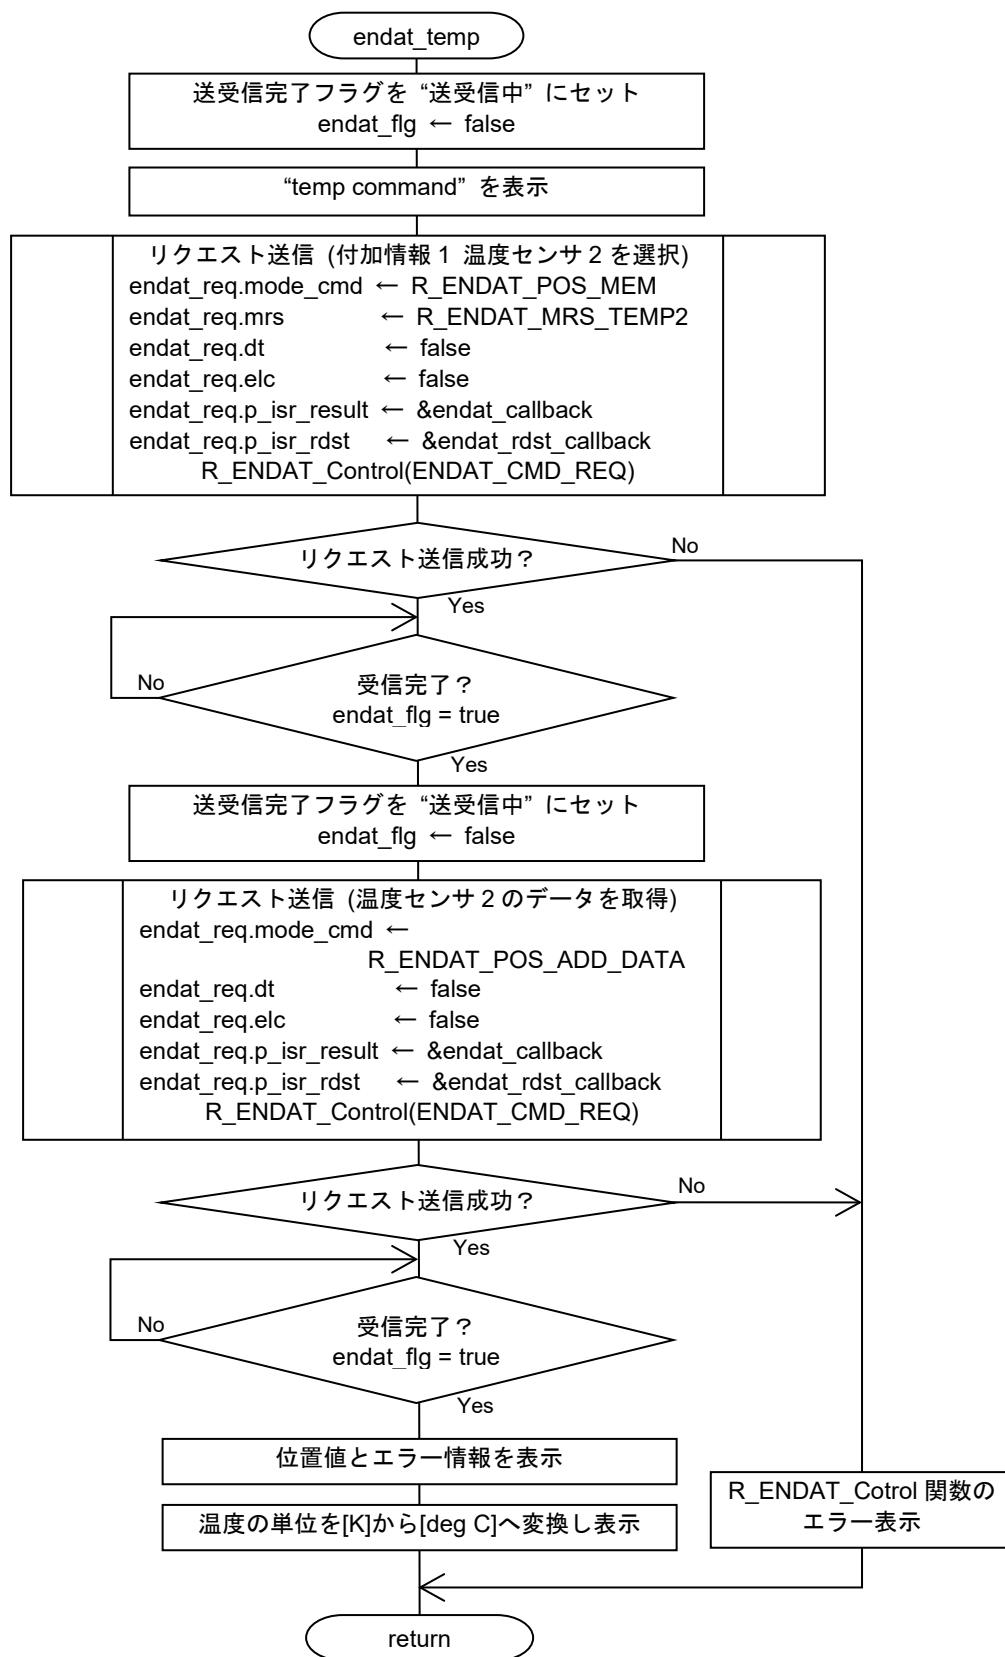 endat_temp
送受信完了フラグを “送受信中” にセット
endat_flg ← false
“temp command” を表示
リクエスト送信 (付加情報 1 温度センサ 2 を選択)
endat_req.mode_cmd ← R_ENDAT_POS_MEM
endat_req.mrs ← R_ENDAT_MRS_TEMP2
endat_req.dt ← false
endat_req.elc ← false
endat_req.p_isr_result ← &endat_callback
endat_req.p_isr_rdst ← &endat_rdst_callback
R_ENDAT_Control(ENDAT_CMD_REQ)
リクエスト送信成功？
No
Yes
受信完了？
endat_flg = true
No
Yes
送受信完了フラグを “送受信中” にセット
endat_flg ← false
リクエスト送信 (温度センサ 2 のデータを取得)
endat_req.mode_cmd ←
R_ENDAT_POS_ADD_DATA
endat_req.dt ← false
endat_req.elc ← false
endat_req.p_isr_result ← &endat_callback
endat_req.p_isr_rdst ← &endat_rdst_callback
R_ENDAT_Control(ENDAT_CMD_REQ)
リクエスト送信成功？
No
Yes
受信完了？
endat_flg = true
No
Yes
位置値とエラー情報を表示
温度の単位を[K]から[deg C]へ変換し表示
R_ENDAT_Cotrol 関数の
エラー表示
return